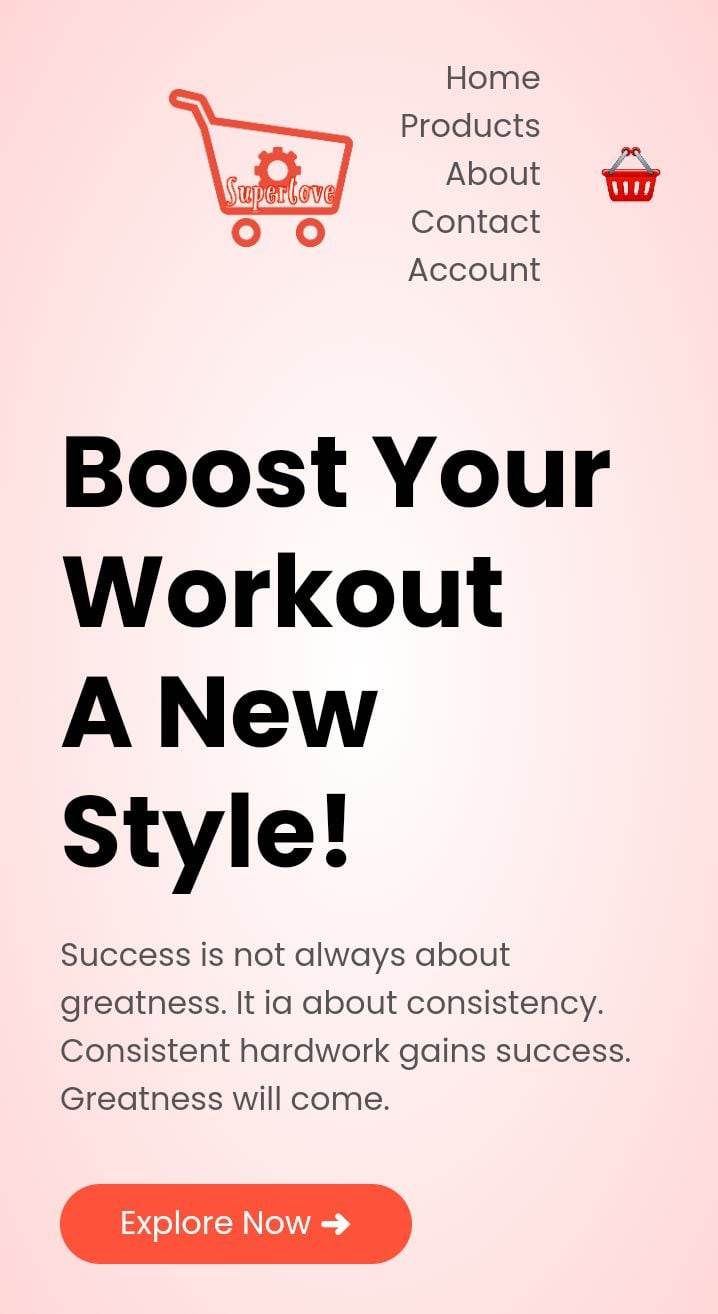 Superlove
Home
Products
About
Contact
Account
Boost Your
Workout
A New
Style!
Success is not always about
greatness. It ia about consistency.
Consistent hardwork gains success.
Greatness will come.
Explore Now ➜